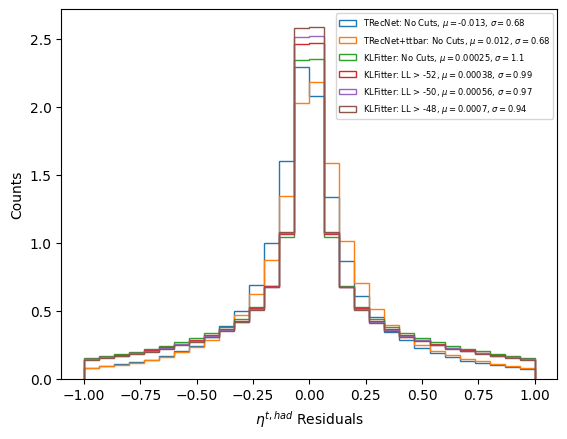 TRecNet: No Cuts, μ = -0.013, σ = 0.68
TRecNet+ttbar: No Cuts, μ = 0.012, σ = 0.68
KLFitter: No Cuts, μ = 0.00025, σ = 1.1
KLFitter: LL > -52, μ = 0.00038, σ = 0.99
KLFitter: LL > -50, μ = 0.00056, σ = 0.97
KLFitter: LL > -48, μ = 0.0007, σ = 0.94
2.5
2.0
1.5
1.0
0.5
0.0
Counts
−1.00 −0.75 −0.50 −0.25 0.00 0.25 0.50 0.75 1.00
η^{t, had} Residuals